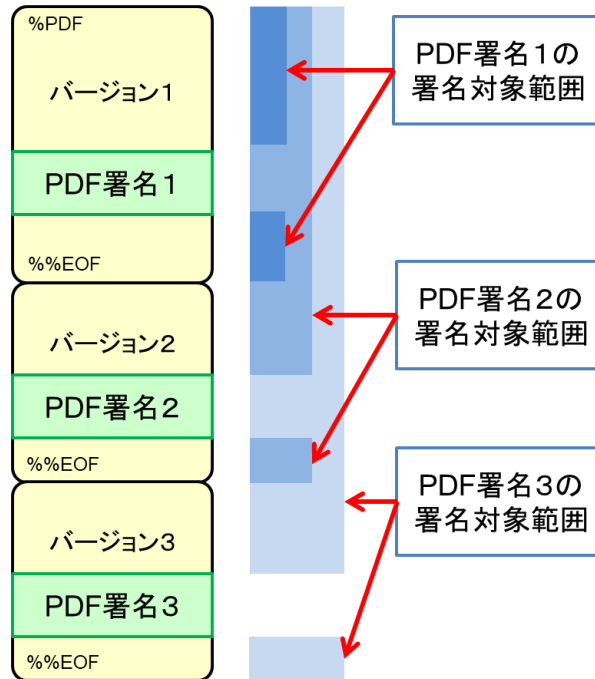 %PDF
バージョン1
PDF署名1
%%EOF
バージョン2
PDF署名2
%%EOF
バージョン3
PDF署名3
%%EOF
PDF署名1の
署名対象範囲
PDF署名2の
署名対象範囲
PDF署名3の
署名対象範囲